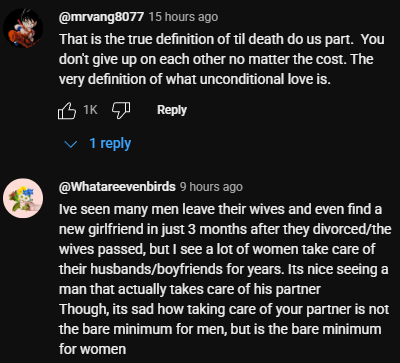 @mrvang8077 15 hours ago
That is the true definition of til death do us part. You
don't give up on each other no matter the cost. The
very definition of what unconditional love is.
1K Reply
1 reply
@Whatareevenbirds 9 hours ago
Ive seen many men leave their wives and even find a
new girlfriend in just 3 months after they divorced/the
wives passed, but I see a lot of women take care of
their husbands/boyfriends for years. Its nice seeing a
man that actually takes care of his partner
Though, its sad how taking care of your partner is not
the bare minimum for men, but is the bare minimum
for women